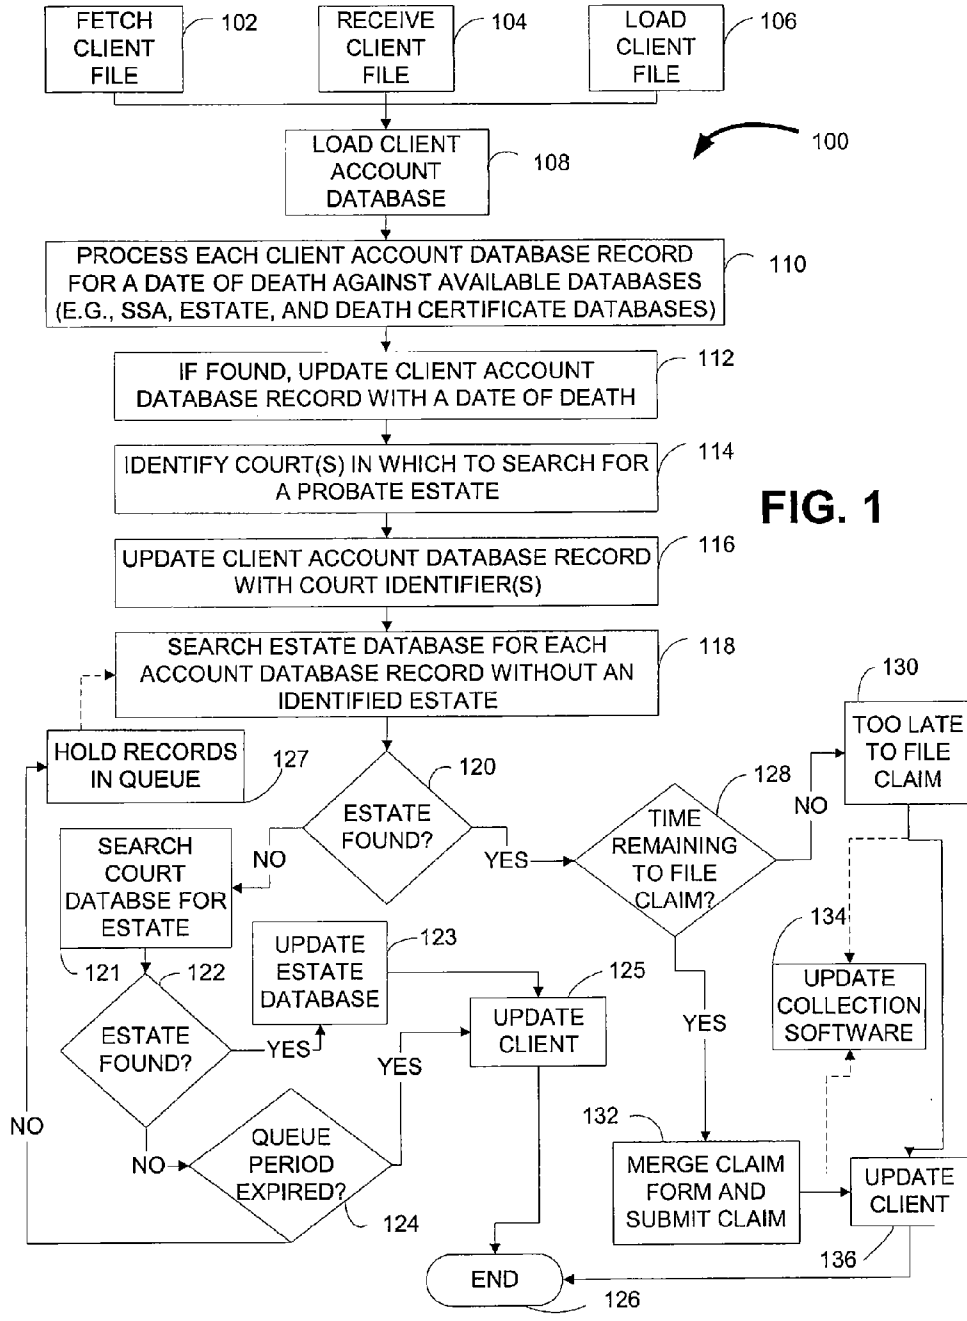 FETCH
CLIENT
FILE
102
RECEIVE
CLIENT
FILE
104
LOAD
CLIENT
FILE
106
100
LOAD CLIENT
ACCOUNT
DATABASE
108
PROCESS EACH CLIENT ACCOUNT DATABASE RECORD
FOR A DATE OF DEATH AGAINST AVAILABLE DATABASES
(E.G., SSA, ESTATE, AND DEATH CERTIFICATE DATABASES)
110
IF FOUND, UPDATE CLIENT ACCOUNT
DATABASE RECORD WITH A DATE OF DEATH
112
IDENTIFY COURT(S) IN WHICH TO SEARCH FOR
A PROBATE ESTATE
114
FIG. 1
UPDATE CLIENT ACCOUNT DATABASE RECORD
WITH COURT IDENTIFIER(S)
116
SEARCH ESTATE DATABASE FOR EACH
ACCOUNT DATABASE RECORD WITHOUT AN
IDENTIFIED ESTATE
118
130
TOO LATE
TO FILE
CLAIM
HOLD RECORDS
IN QUEUE
127
ESTATE
FOUND?
120
NO
YES
TIME
REMAINING
TO FILE
CLAIM?
128
NO
YES
SEARCH
COURT
DATABSE FOR
ESTATE
121
122
ESTATE
FOUND?
YES
UPDATE
ESTATE
DATABASE
123
125
UPDATE
CLIENT
134
UPDATE
COLLECTION
SOFTWARE
NO
NO
QUEUE
PERIOD
EXPIRED?
124
YES
132
MERGE CLAIM
FORM AND
SUBMIT CLAIM
UPDATE
CLIENT
136
END
126